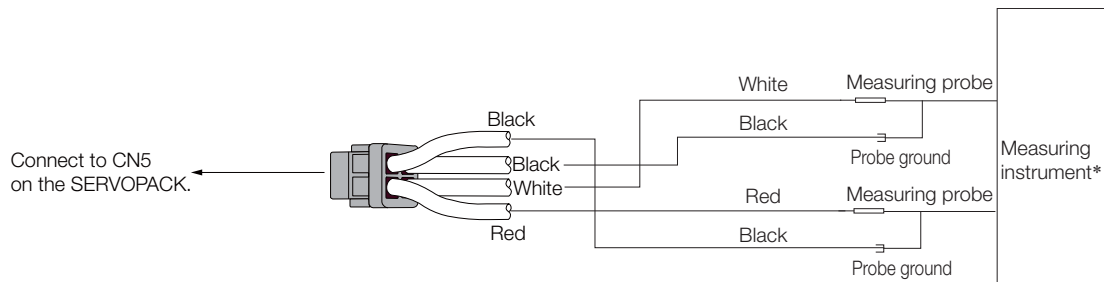 White
Measuring probe
Black
Black
Probe ground
Connect to CN5
on the SERVOPACK.
Black
White
Measuring
instrument*
Measuring probe
Red
Red
Black
Probe ground